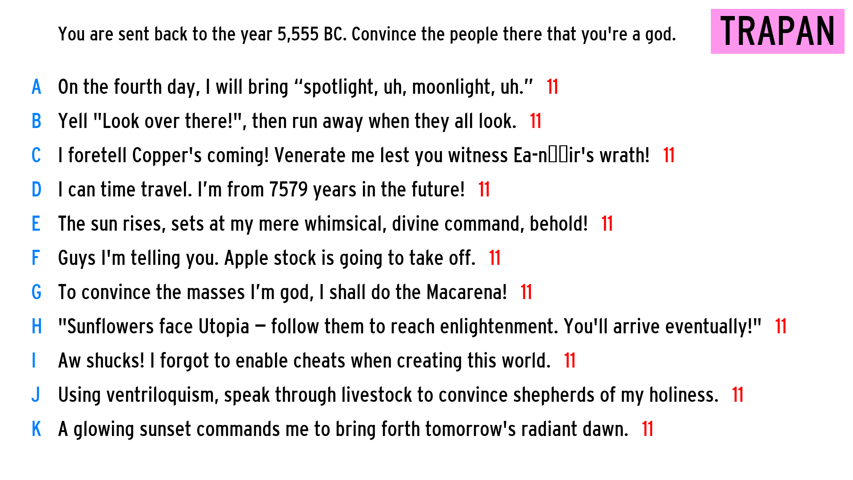 You are sent back to the year 5,555 BC. Convince the people there that you're a god.
TRAPAN
A On the fourth day, I will bring “spotlight, uh, moonlight, uh.” 11
B Yell "Look over there!", then run away when they all look. 11
C I foretell Copper's coming! Venerate me lest you witness Ea-n▯▯ir's wrath! 11
D I can time travel. I’m from 7579 years in the future! 11
E The sun rises, sets at my mere whimsical, divine command, behold! 11
F Guys I'm telling you. Apple stock is going to take off. 11
G To convince the masses I’m god, I shall do the Macarena! 11
H "Sunflowers face Utopia – follow them to reach enlightenment. You'll arrive eventually!" 11
I Aw shucks! I forgot to enable cheats when creating this world. 11
J Using ventriloquism, speak through livestock to convince shepherds of my holiness. 11
K A glowing sunset commands me to bring forth tomorrow's radiant dawn. 11